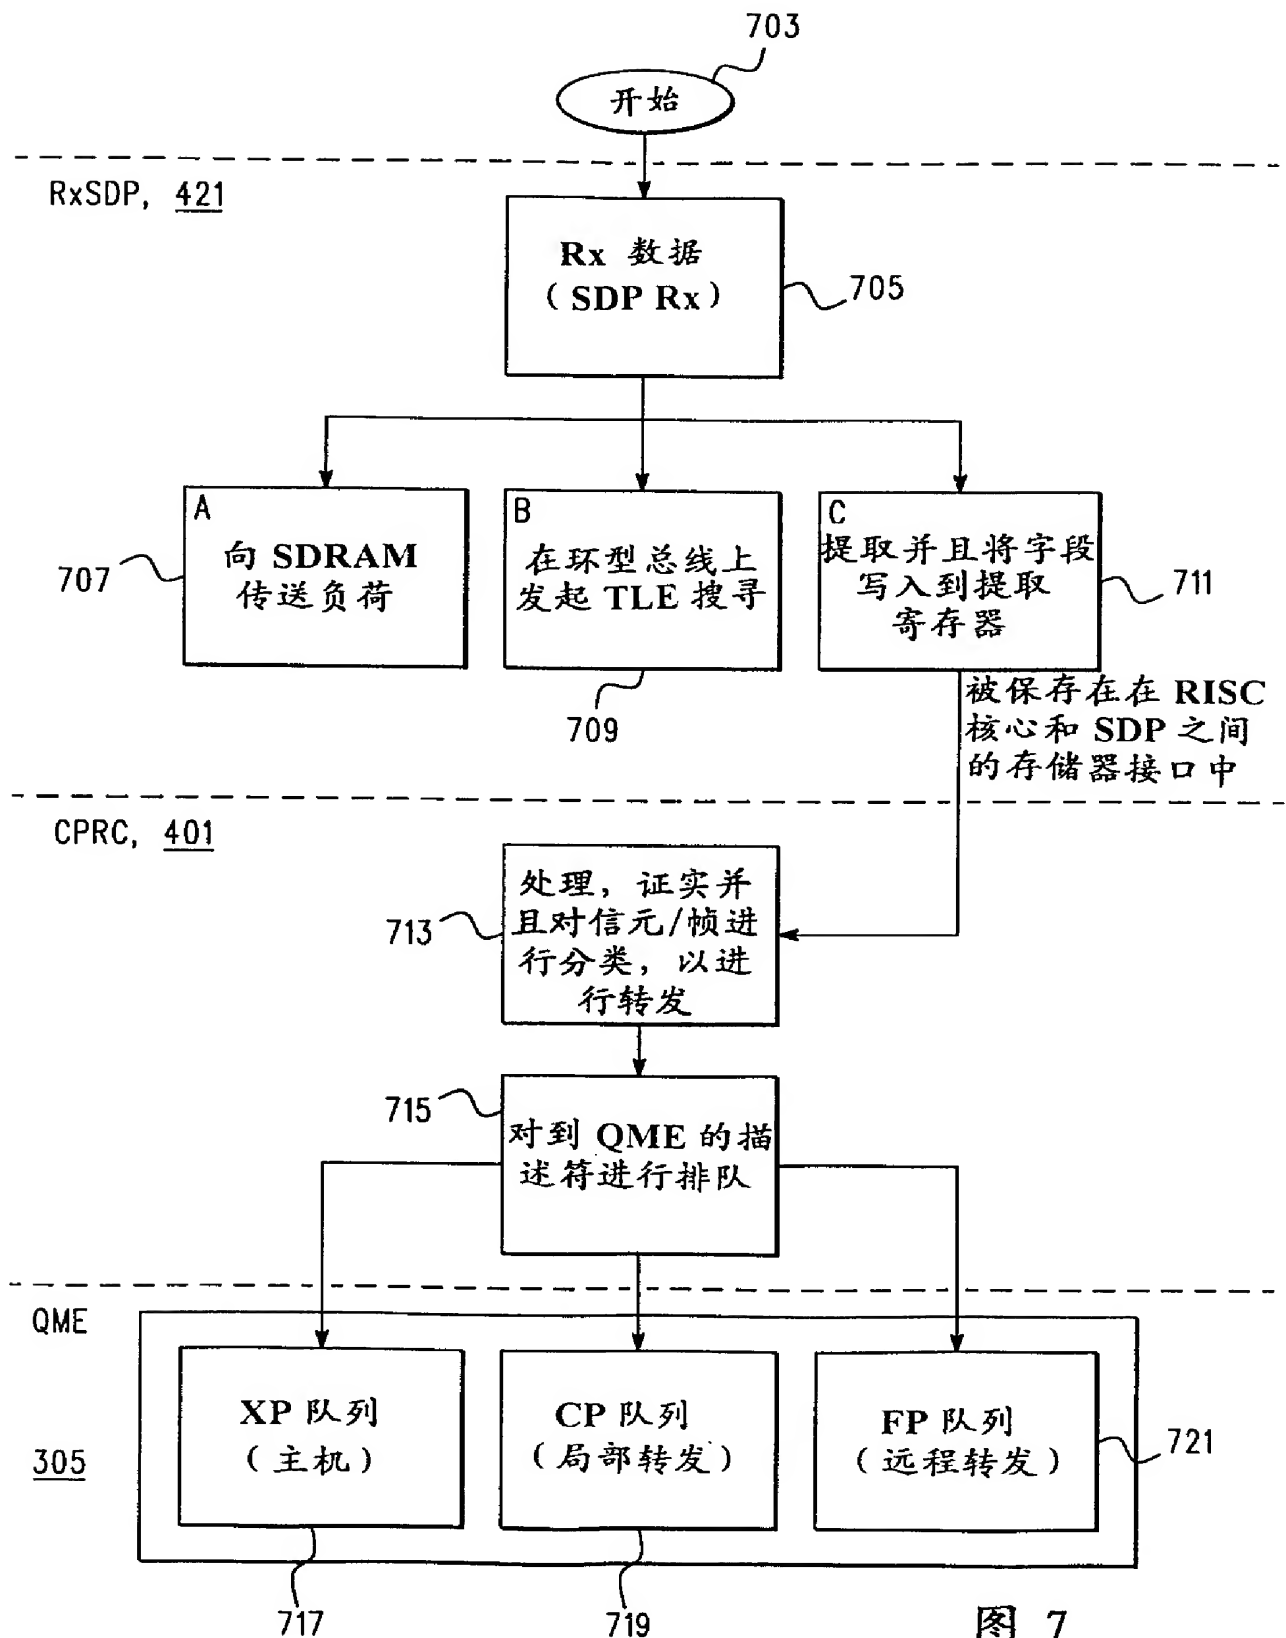 703
开始
RxSDP, 421
Rx 数据
(SDP Rx)
705
A
向 SDRAM
传送负荷
707
B
在环型总线上
发起 TLE 搜寻
709
C
提取并且将字段
写入到提取
寄存器
711
被保存在在 RISC
核心和 SDP 之间
的存储器接口中
CPRC, 401
处理，证实并
且对信元/帧进
行分类，以进
行转发
713
715
对到 QME 的描
述符进行排队
QME
305
XP 队列
(主机)
CP 队列
(局部转发)
FP 队列
(远程转发)
721
717
719
图 7